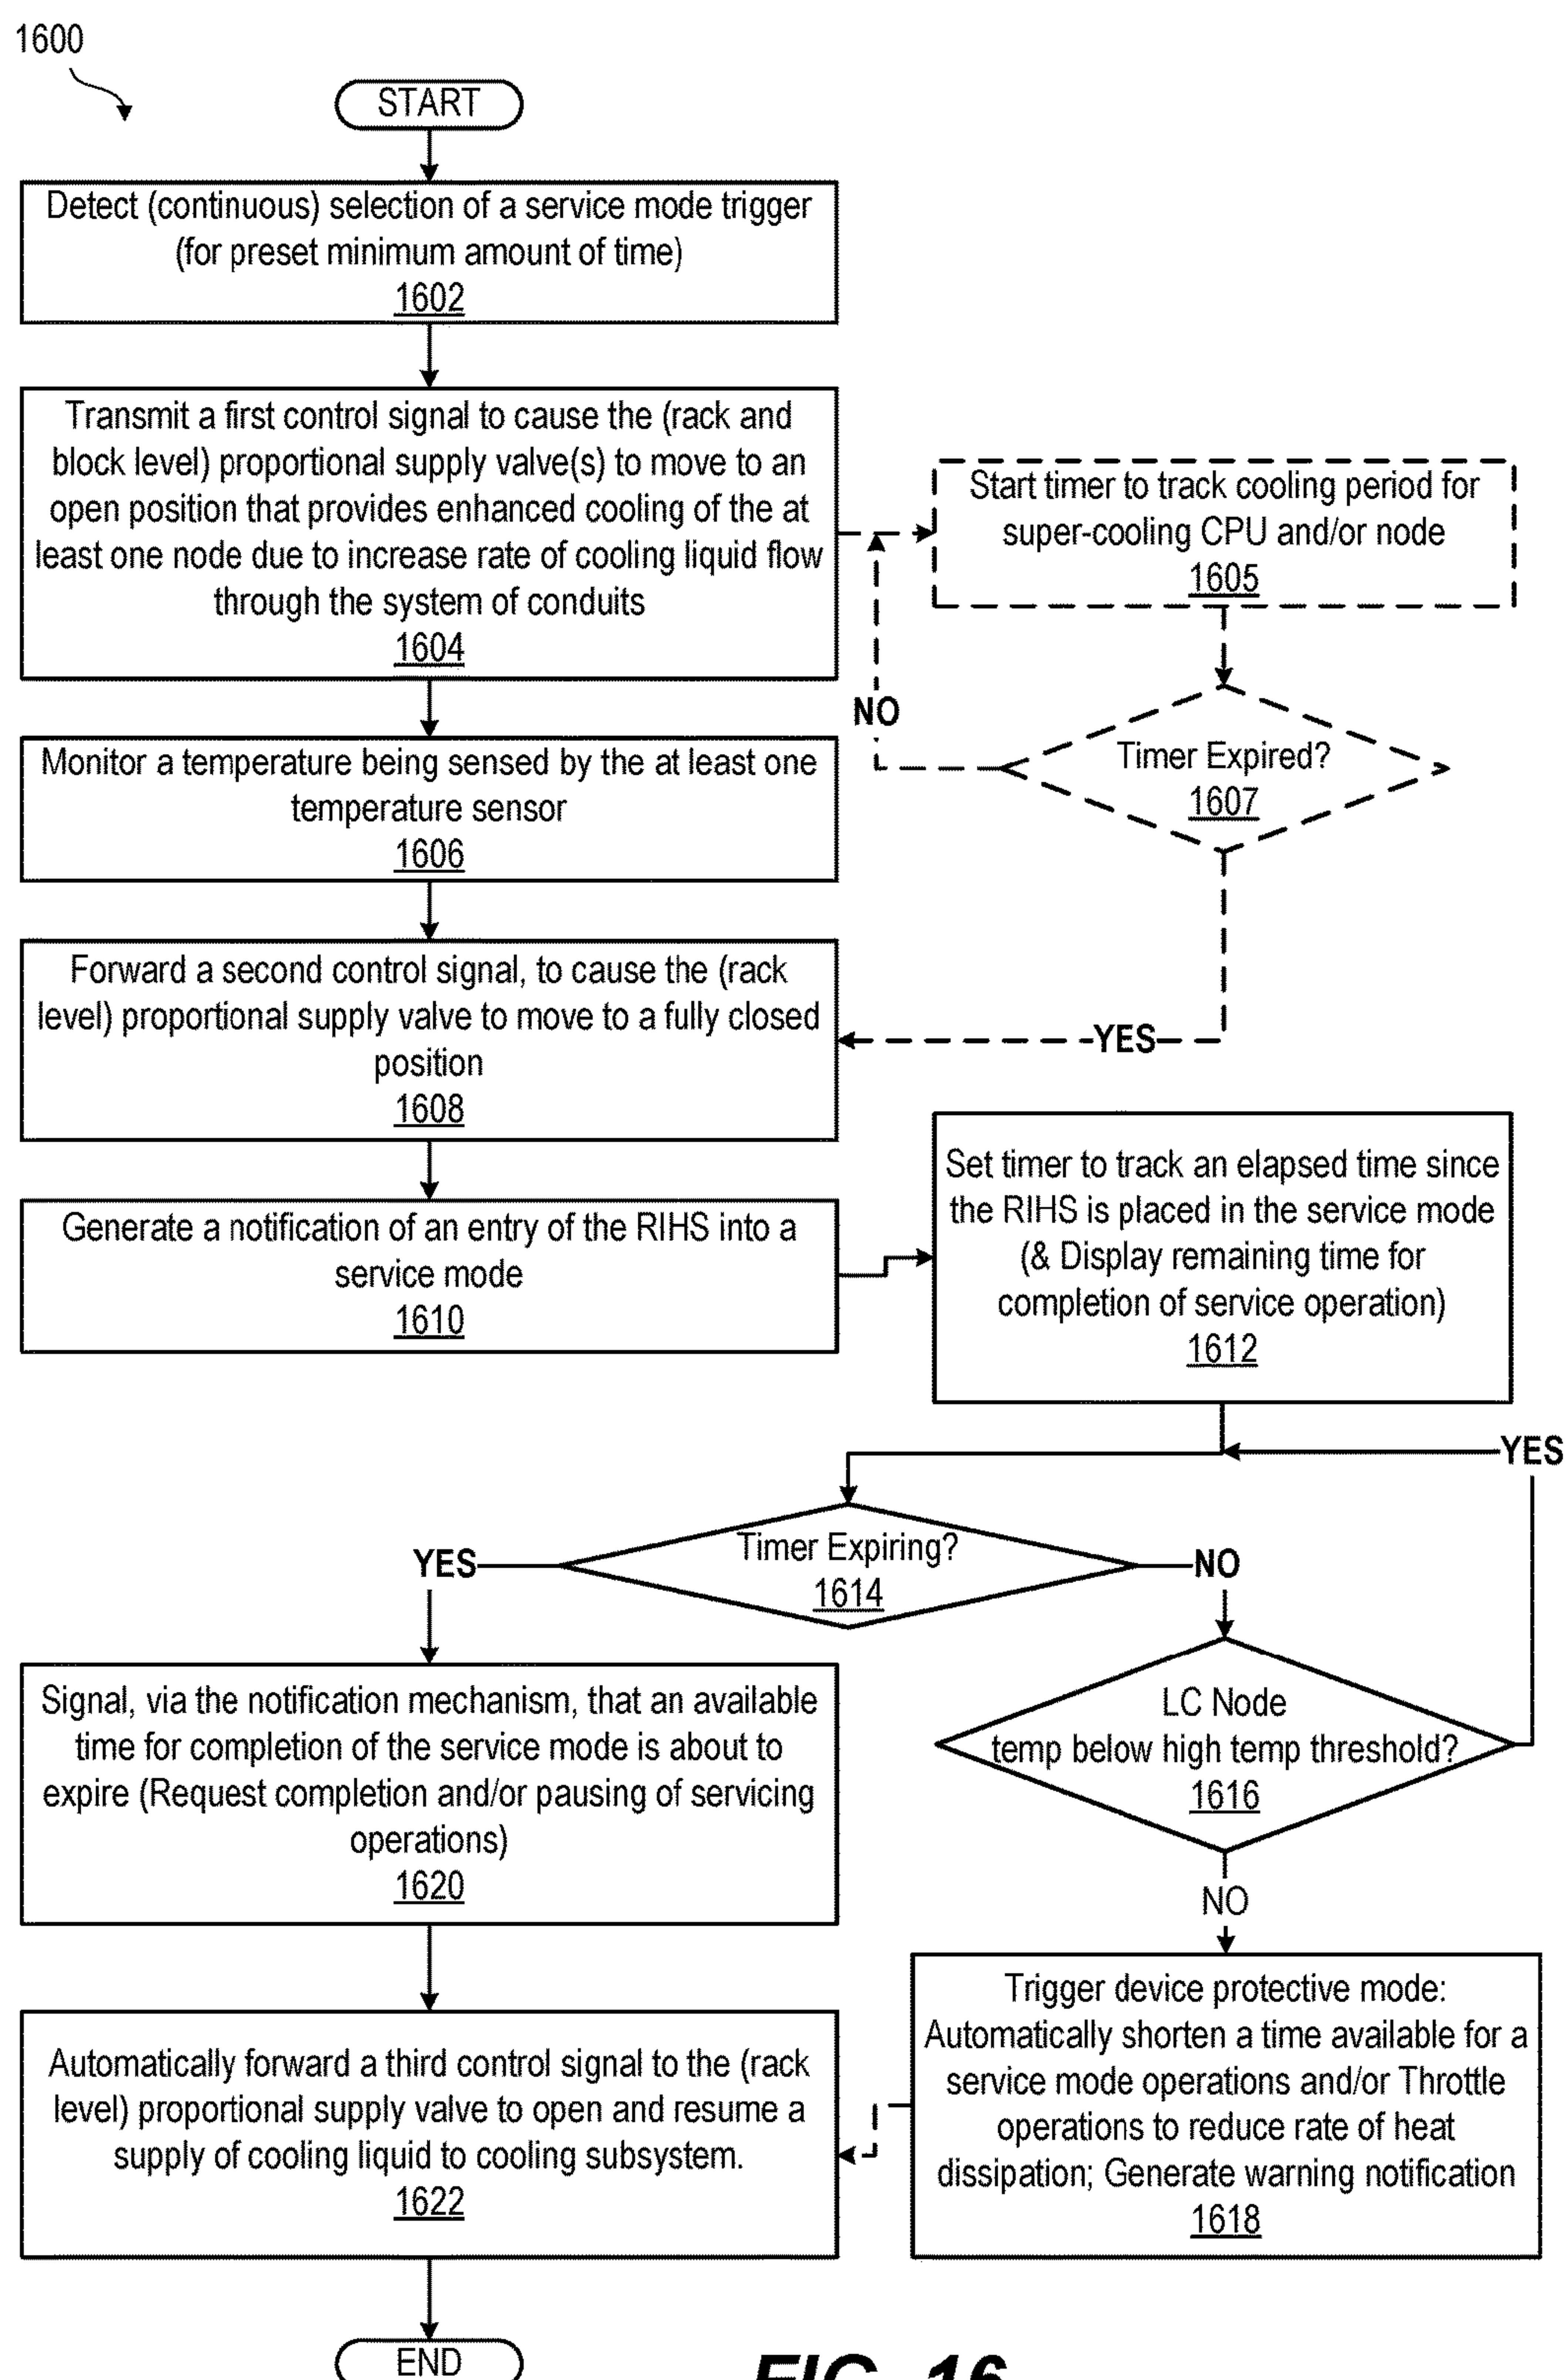 1600
START
Detect (continuous) selection of a service mode trigger
(for preset minimum amount of time)
1602
Transmit a first control signal to cause the (rack and
block level) proportional supply valve(s) to move to an
open position that provides enhanced cooling of the at
least one node due to increase rate of cooling liquid flow
through the system of conduits
1604
Start timer to track cooling period for
super-cooling CPU and/or node
1605
NO
Timer Expired?
1607
Monitor a temperature being sensed by the at least one
temperature sensor
1606
Forward a second control signal, to cause the (rack
level) proportional supply valve to move to a fully closed
position
1608
YES
Generate a notification of an entry of the RIHS into a
service mode
1610
Set timer to track an elapsed time since
the RIHS is placed in the service mode
(& Display remaining time for
completion of service operation)
1612
YES
Timer Expiring?
1614
YES
NO
LC Node
temp below high temp threshold?
1616
NO
Signal, via the notification mechanism, that an available
time for completion of the service mode is about to
expire (Request completion and/or pausing of servicing
operations)
1620
Trigger device protective mode:
Automatically shorten a time available for a
service mode operations and/or Throttle
operations to reduce rate of heat
dissipation; Generate warning notification
1618
Automatically forward a third control signal to the (rack
level) proportional supply valve to open and resume a
supply of cooling liquid to cooling subsystem.
1622
END
FIG. 16